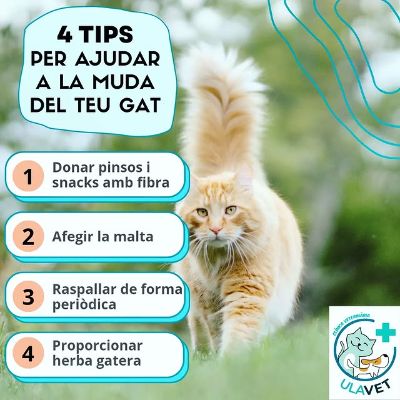 4 TIPS
PER AJUDAR
A LA MUDA
DEL TEU GAT
1 Donar pinsos i
snacks amb fibra
2 Afegir la malta
3 Raspallar de forma
periòdica
4 Proporcionar
herba gatera
CLÍNICA VETERINÀRIA
ULAVET